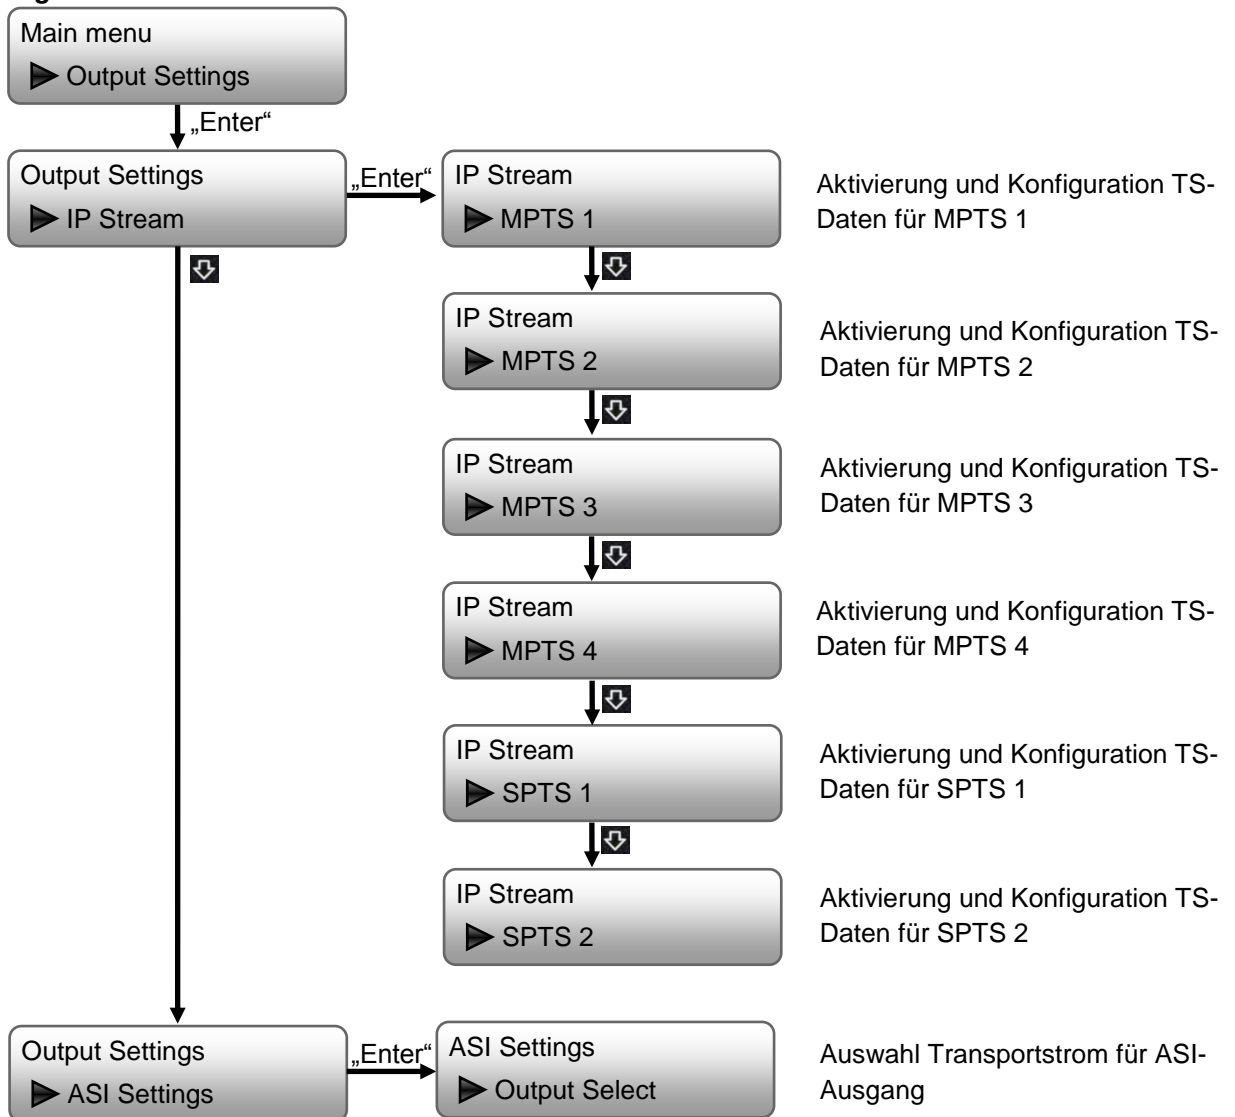 Main menu
Output Settings
„Enter“
Output Settings
IP Stream
„Enter“
IP Stream
MPTS 1
Aktivierung und Konfiguration TS-
Daten für MPTS 1
IP Stream
MPTS 2
Aktivierung und Konfiguration TS-
Daten für MPTS 2
IP Stream
MPTS 3
Aktivierung und Konfiguration TS-
Daten für MPTS 3
IP Stream
MPTS 4
Aktivierung und Konfiguration TS-
Daten für MPTS 4
IP Stream
SPTS 1
Aktivierung und Konfiguration TS-
Daten für SPTS 1
IP Stream
SPTS 2
Aktivierung und Konfiguration TS-
Daten für SPTS 2
Output Settings
ASI Settings
„Enter“
ASI Settings
Output Select
Auswahl Transportstrom für ASI-
Ausgang